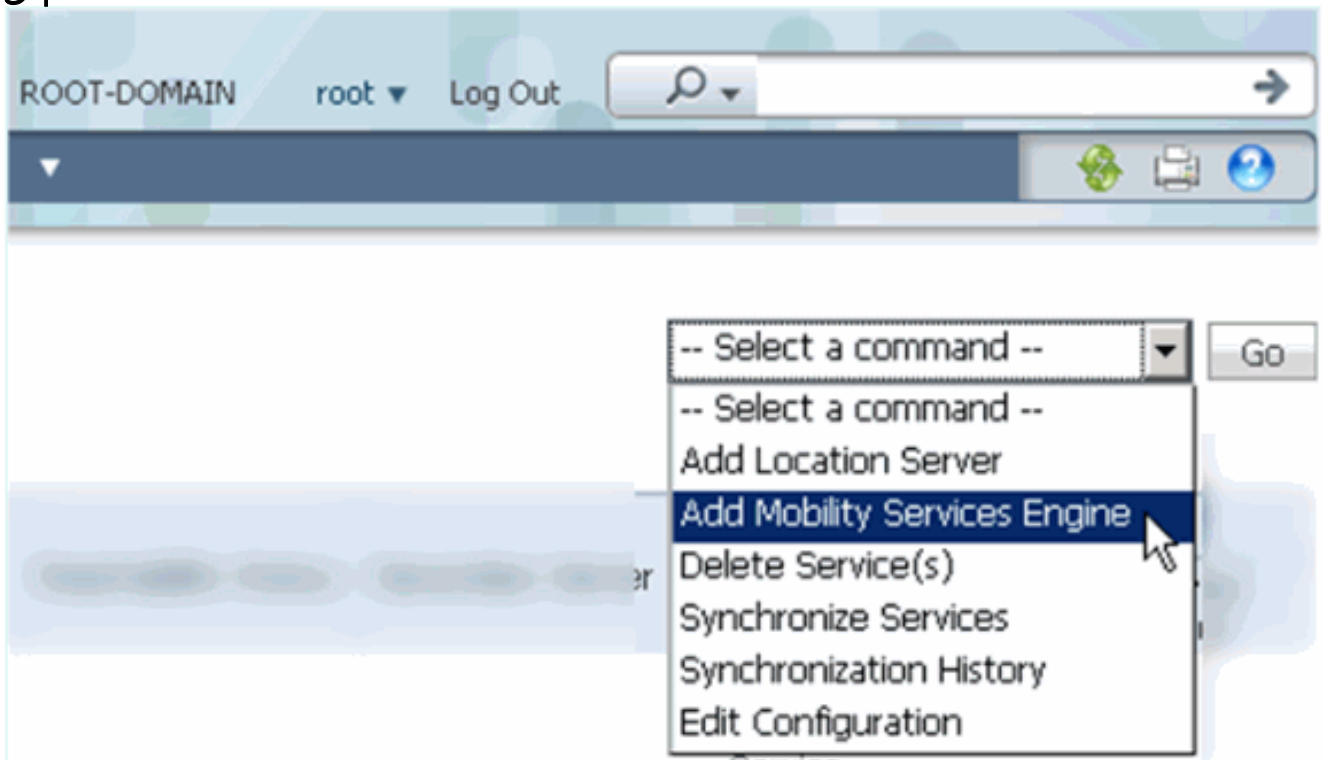 ROOT-DOMAIN root Log Out
-- Select a command -- Go
-- Select a command --
Add Location Server
Add Mobility Services Engine
Delete Service(s)
Synchronize Services
Synchronization History
Edit Configuration